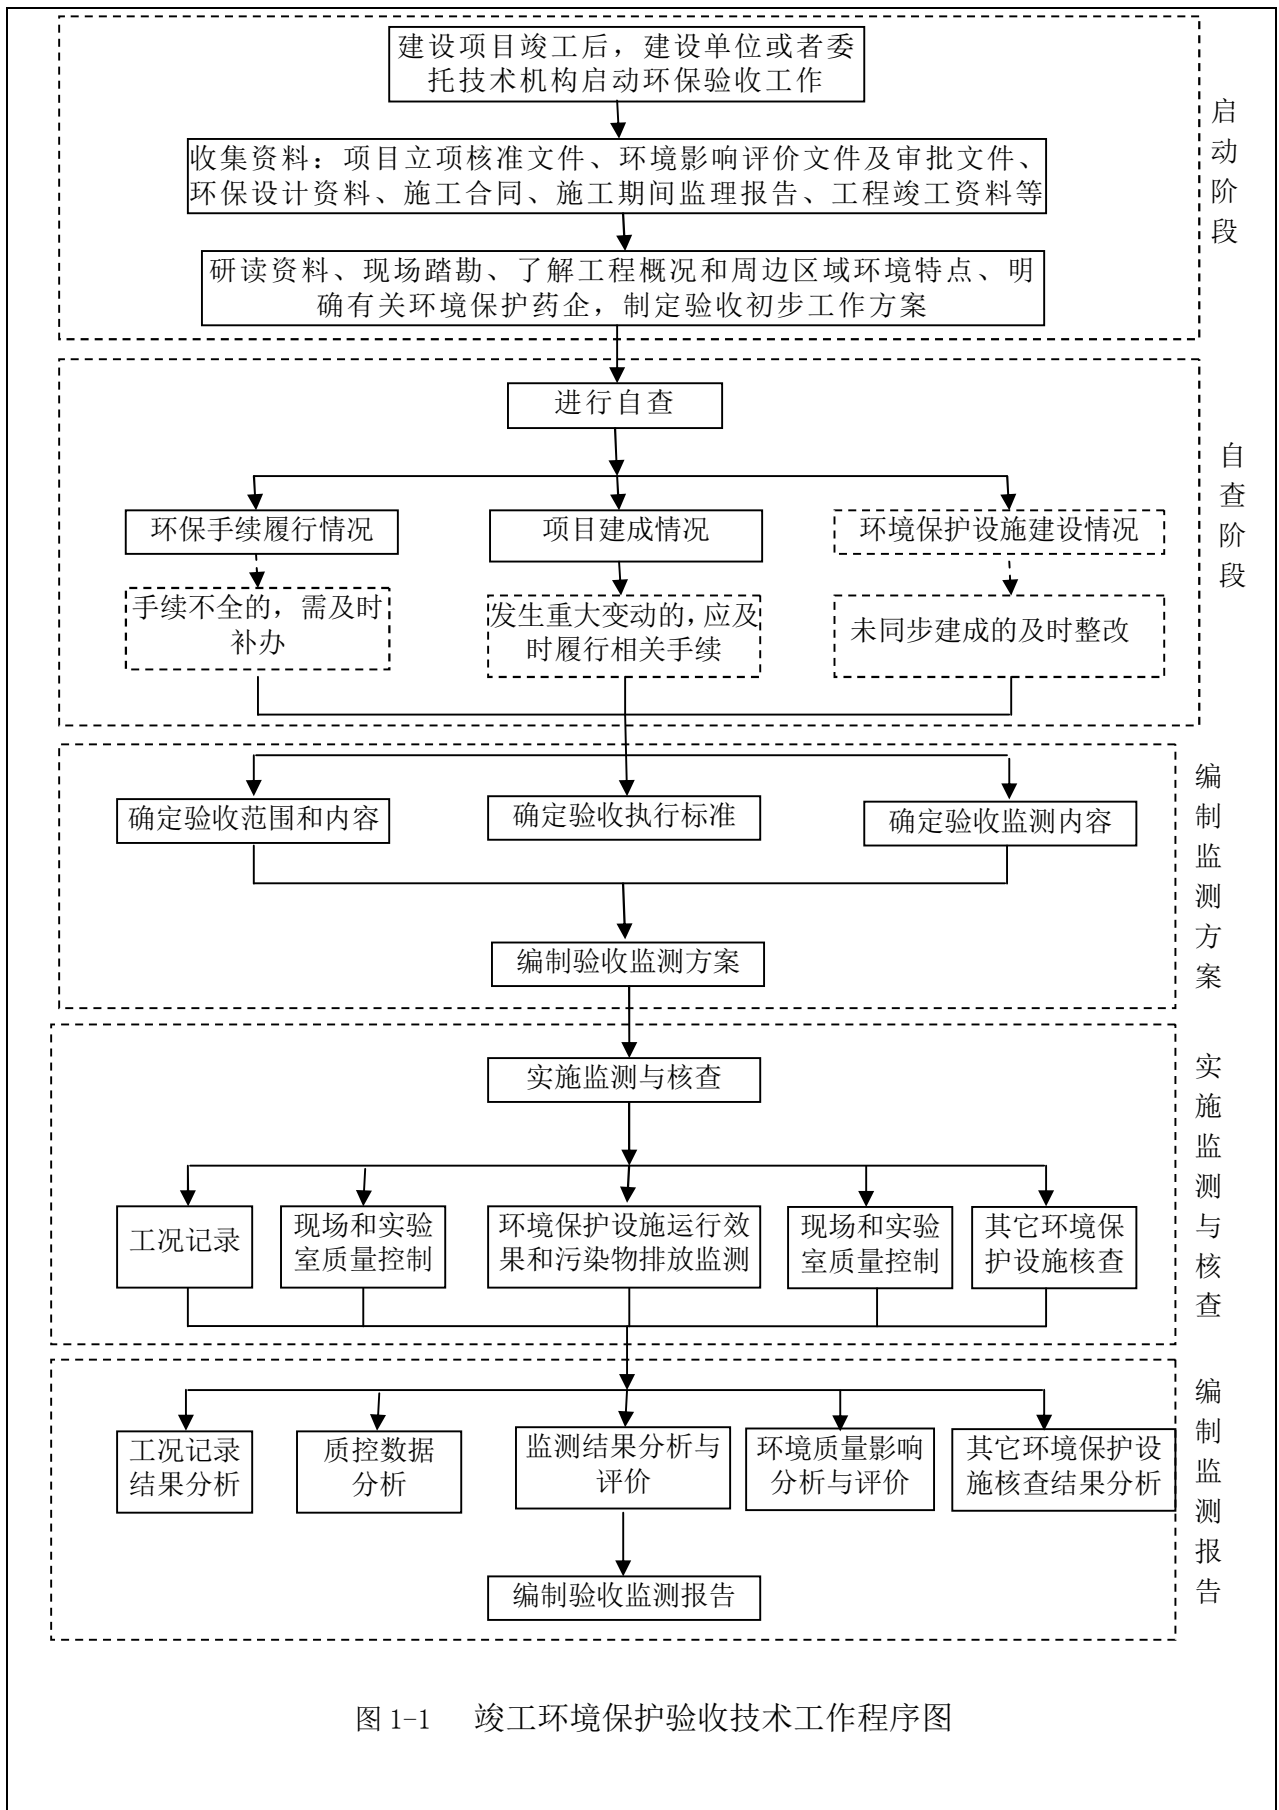 建设项目竣工后，建设单位或者委
托技术机构启动环保验收工作
收集资料：项目立项核准文件、环境影响评价文件及审批文件、
环保设计资料、施工合同、施工期间监理报告、工程竣工资料等
研读资料、现场踏勘、了解工程概况和周边区域环境特点、明
确有关环境保护药企，制定验收初步工作方案
启动阶段
进行自查
环保手续履行情况
项目建成情况
环境保护设施建设情况
手续不全的，需及时
补办
发生重大变动的，应及
时履行相关手续
未同步建成的及时整改
自查阶段
确定验收范围和内容
确定验收执行标准
确定验收监测内容
编制验收监测方案
编制监测方案
实施监测与核查
工况记录
现场和实验
室质量控制
环境保护设施运行效
果和污染物排放监测
现场和实验
室质量控制
其它环境保
护设施核查
实施监测与核查
工况记录
结果分析
质控数据
分析
监测结果分析与
评价
环境质量影响
分析与评价
其它环境保护设
施核查结果分析
编制验收监测报告
编制监测报告
图 1-1 竣工环境保护验收技术工作程序图